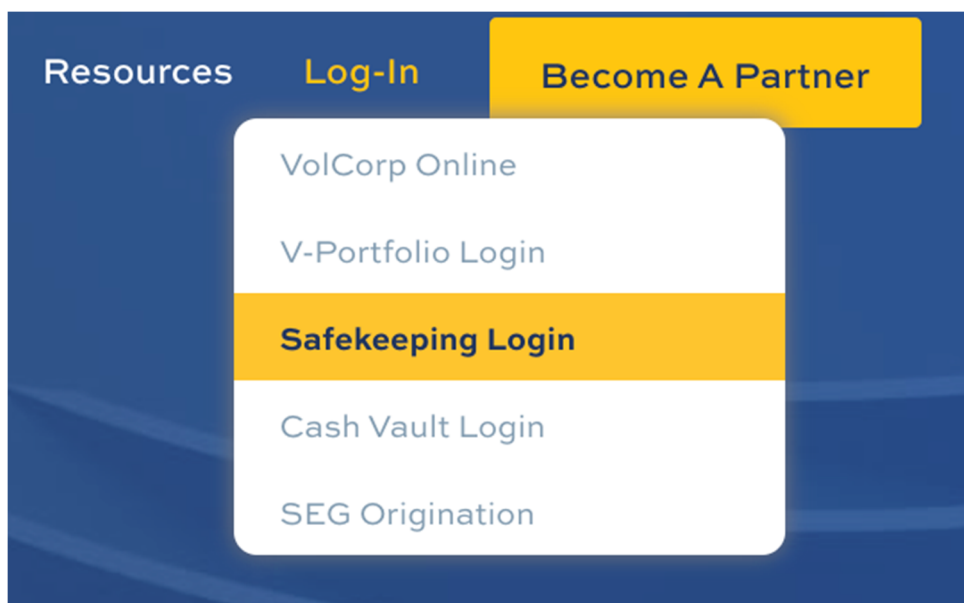 Resources Log-In Become A Partner
VolCorp Online
V-Portfolio Login
Safekeeping Login
Cash Vault Login
SEG Origination